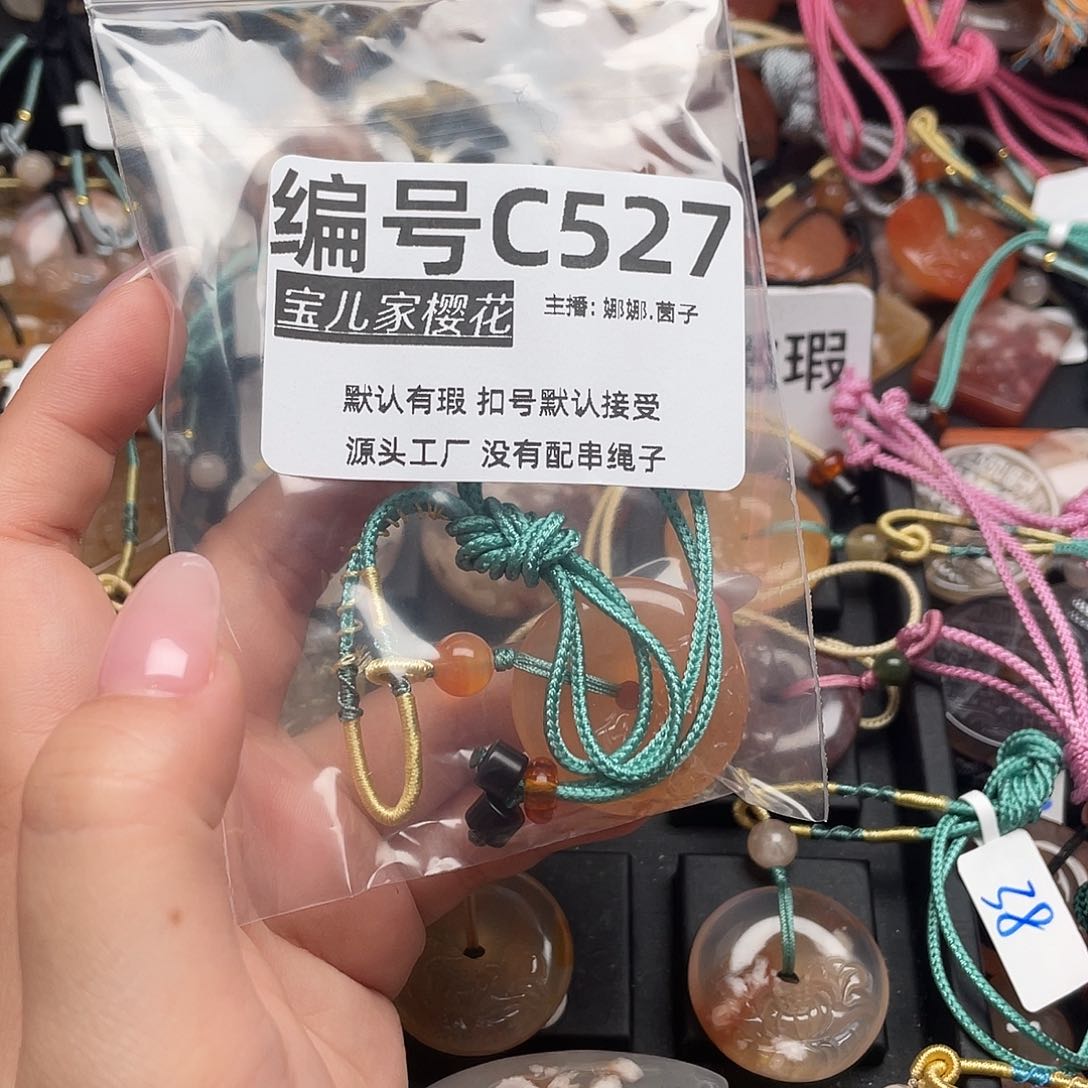 编号C527
宝儿家樱花
主播: 娜娜.茵子
默认有瑕 扣号默认接受
源头工厂 没有配串绳子
瑕
38